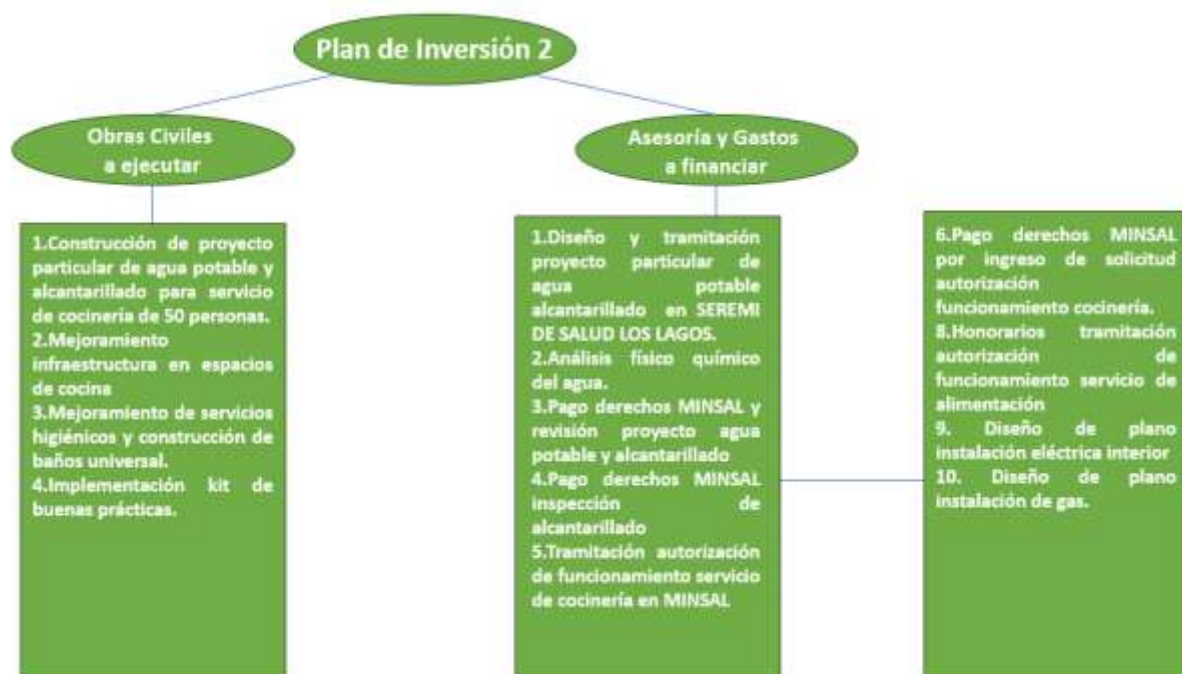 Plan de Inversión 2
Obras Civiles
a ejecutar
Asesoría y Gastos
a financiar
1.Construcción de proyecto
particular de agua potable y
alcantarillado para servicio
de cocinería de 50 personas.
2.Mejoramiento
infraestructura en espacios
de cocina
3.Mejoramiento de servicios
higiénicos y construcción de
baños universal.
4.Implementación kit de
buenas prácticas.
1.Diseño y tramitación
proyecto particular de
agua potable
alcantarillado en SEREMI
DE SALUD LOS LAGOS.
2.Análisis físico químico
del agua.
3.Pago derechos MINSAL y
revisión proyecto agua
potable y alcantarillado
4.Pago derechos MINSAL
inspección de
alcantarillado
5.Tramitación autorización
de funcionamiento servicio
de cocinería en MINSAL
6.Pago derechos MINSAL
por ingreso de solicitud
autorización
funcionamiento cocinería.
8.Honorarios tramitación
autorización de
funcionamiento servicio de
alimentación
9. Diseño de plano
instalación eléctrica interior
10. Diseño de plano
instalación de gas.